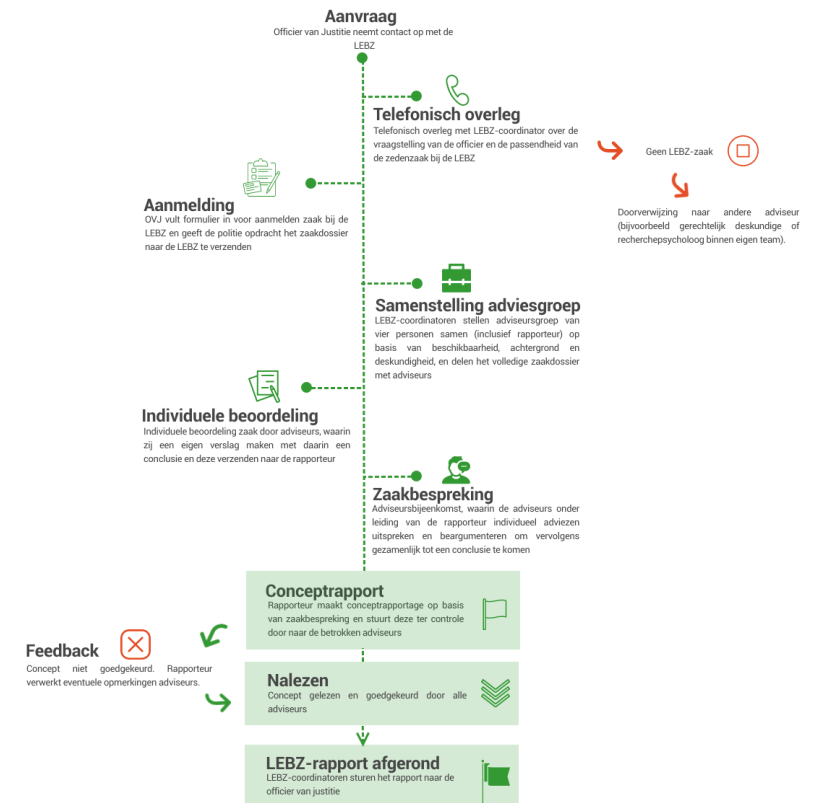 Aanvraag
Officier van Justitie neemt contact op met de
LEBZ
Telefonisch overleg
Telefonisch overleg met LEBZ-coordinator over de
vraagstelling van de officier en de passendheid van
de zedenzaak bij de LEBZ
Geen LEBZ-zaak
Doorverwijzing naar andere adviseur
(bijvoorbeeld gerechtelijk deskundige of
recherchepsycholoog binnen eigen team).
Aanmelding
OVJ vult formulier in voor aanmelden zaak bij de
LEBZ en geeft de politie opdracht het zaakdossier
naar de LEBZ te verzenden
Samenstelling adviesgroep
LEBZ-coordinatoren stellen adviseursgroep van
vier personen samen (inclusief rapporteur) op
basis van beschikbaarheid, achtergrond en
deskundigheid, en delen het volledige zaakdossier
met adviseurs
Individuele beoordeling
Individuele beoordeling zaak door adviseurs, waarin
zij een eigen verslag maken met daarin een
conclusie en deze verzenden naar de rapporteur
Zaakbespreking
Adviseursbijeenkomst, waarin de adviseurs onder
leiding van de rapporteur individueel adviezen
uitspreken en beargumenteren om vervolgens
gezamenlijk tot een conclusie te komen
Conceptrapport
Rapporteur maakt conceptrapportage op basis
van zaakbespreking en stuurt deze ter controle
door naar de betrokken adviseurs
Feedback
Concept niet goedgekeurd. Rapporteur
verwerkt eventuele opmerkingen adviseurs.
Nalezen
Concept gelezen en goedgekeurd door alle
adviseurs
LEBZ-rapport afgerond
LEBZ-coordinatoren sturen het rapport naar de
officier van justitie